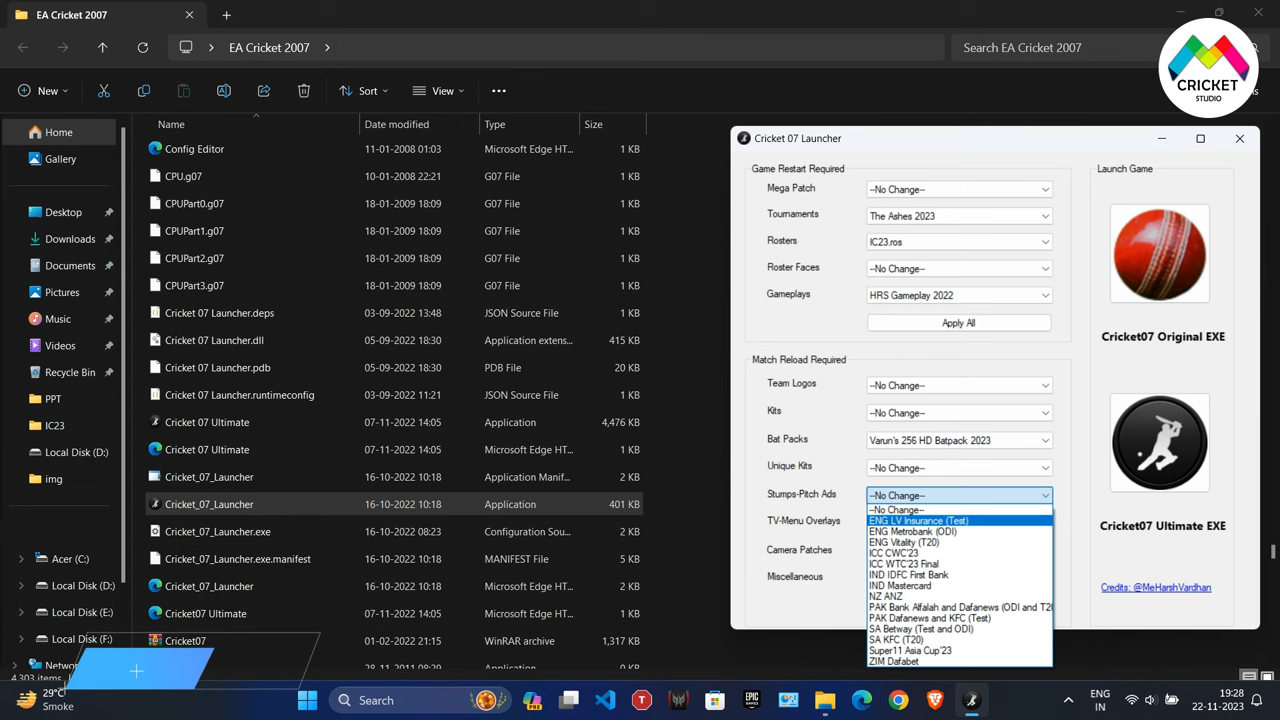 EA Cricket 2007
EA Cricket 2007
Search EA Cricket 2007
CRICKET
STUDIO
New
Sort
View
Name
Date modified
Type
Size
Home
Gallery
Desktop
Downloads
Documents
Pictures
Music
Videos
Recycle Bin
PPT
IC23
Local Disk (D:)
img
Acer (C:)
Local Disk (D:)
Local Disk (E:)
Local Disk (F:)
Config Editor 11-01-2008 01:03 Microsoft Edge HT... 1 KB
CPU.g07 10-01-2008 22:21 G07 File 1 KB
CPUPart0.g07 18-01-2009 18:09 G07 File 1 KB
CPUPart1.g07 18-01-2009 18:09 G07 File 1 KB
CPUPart2.g07 18-01-2009 18:09 G07 File 1 KB
CPUPart3.g07 18-01-2009 18:09 G07 File 1 KB
Cricket 07 Launcher.deps 03-09-2022 13:48 JSON Source File 1 KB
Cricket 07 Launcher.dll 05-09-2022 18:30 Application exten... 415 KB
Cricket 07 Launcher.pdb 05-09-2022 18:30 PDB File 20 KB
Cricket 07 Launcher.runtimeconfig 03-09-2022 11:21 JSON Source File 1 KB
Cricket 07 Ultimate 07-11-2022 14:05 Application 4,476 KB
Cricket 07 Ultimate 07-11-2022 14:05 Microsoft Edge HT... 1 KB
Cricket_07_Launcher 16-10-2022 18:18 Application Manif... 2 KB
Cricket_07_Launcher 16-10-2022 18:18 Application 401 KB
Cricket_07_Launcher.exe 16-10-2022 08:23 Configuration Sou... 2 KB
Cricket_07_Launcher.exe.manifest 16-10-2022 08:23 MANIFEST File 5 KB
Cricket_07_Launcher 16-10-2022 18:18 Microsoft Edge HT... 1 KB
Cricket07 Ultimate 07-11-2022 14:05 Microsoft Edge HT... 1 KB
Cricket07 01-02-2022 21:15 WinRAR archive 1,317 KB
4,303 items
Cricket 07 Launcher
Game Restart Required
Mega Patch --No Change--
Tournaments The Ashes 2023
Rosters IC23.ros
Roster Faces --No Change--
Gameplays HRS Gameplay 2022
Apply All
Match Reload Required
Team Logos --No Change--
Kits --No Change--
Bat Packs Varun's 256 HD Batpack 2023
Unique Kits --No Change--
Stumps-Pitch Ads --No Change--
TV-Menu Overlays
Camera Patches
Miscellaneous
--No Change--
ENG LV Insurance (Test)
ENG Metrobank (ODI)
ENG Vitality (T20)
ICC CWC'23
ICC WTC'23 Final
IND IDFC First Bank
IND Mastercard
NZ ANZ
PAK Bank Alfalah and Dafanews (ODI and T20
PAK Dafanews and KFC (Test)
SA Betway (Test and ODI)
SA KFC (T20)
Super11 Asia Cup'23
ZIM Dafabet
Launch Game
Cricket07 Original EXE
Cricket07 Ultimate EXE
Credits: @MeHarshVardhan
29°C
Smoke
Search
PRE
T
EPIC
GAMES
ENG
IN
19:28
22-11-2023